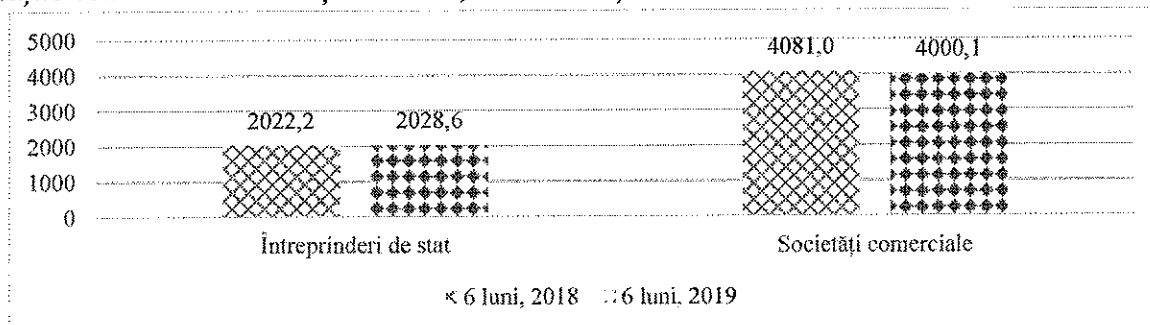 5000
4000
3000
2000
1000
0
2022,2
2028,6
4081,0
4000,1
Întreprinderi de stat
Societăți comerciale
6 luni, 2018
6 luni, 2019